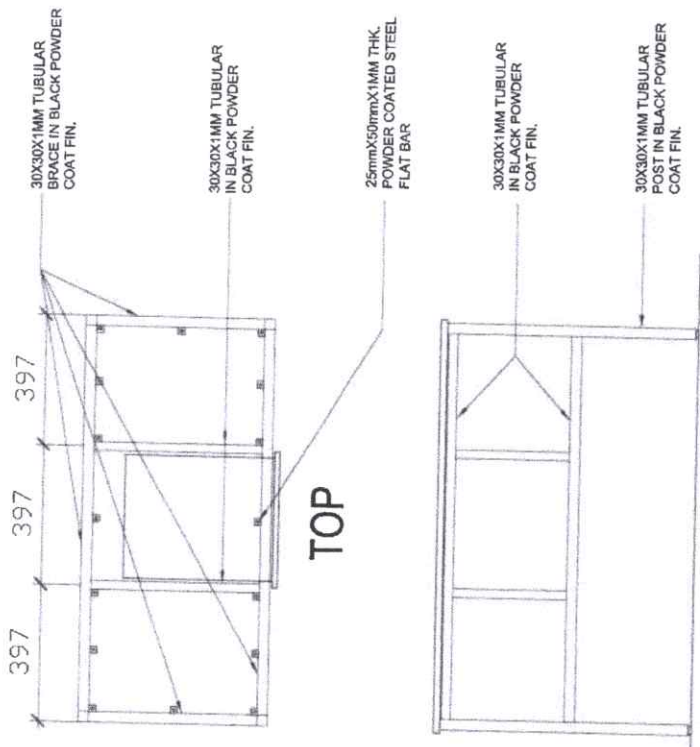 397
397
397
30X30X1MM TUBULAR
BRACE IN BLACK POWDER
COAT FIN.
30X30X1MM TUBULAR
IN BLACK POWDER
COAT FIN.
25mmX50mmX1MM THK.
POWDER COATED STEEL
FLAT BAR
TOP
30X30X1MM TUBULAR
IN BLACK POWDER
COAT FIN.
30X30X1MM TUBULAR
POST IN BLACK POWDER
COAT FIN.